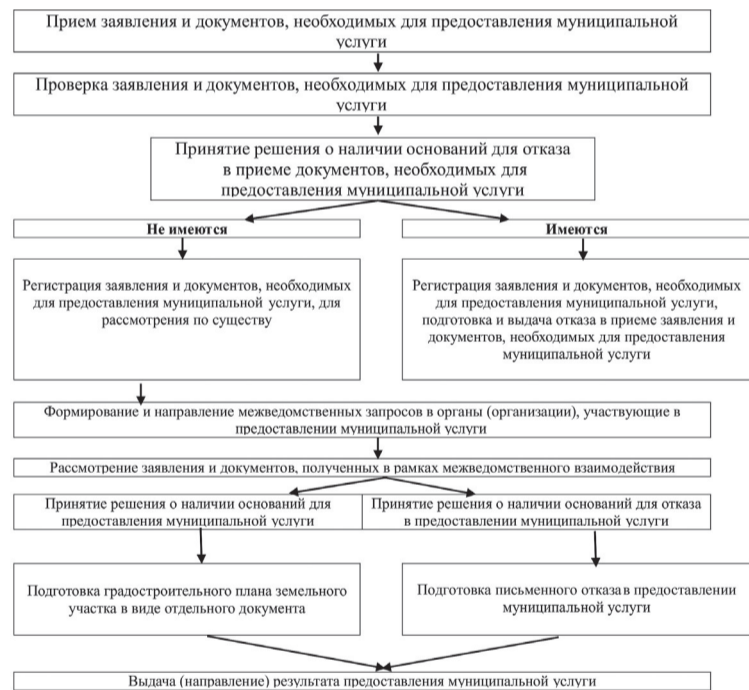 Прием заявления и документов, необходимых для предоставления муниципальной
услуги
Проверка заявления и документов, необходимых для предоставления муниципальной
услуги
Принятие решения о наличии оснований для отказа
в приеме документов, необходимых для
предоставления муниципальной услуги
Не имеются
Имеются
Регистрация заявления и документов, необходимых
для предоставления муниципальной услуги, для
рассмотрения по существу
Регистрация заявления и документов, необходимых
для предоставления муниципальной услуги,
подготовка и выдача отказа в приеме заявления и
документов, необходимых для предоставления
муниципальной услуги
Формирование и направление межведомственных запросов в органы (организации), участвующие в
предоставлении муниципальной услуги
Рассмотрение заявления и документов, полученных в рамках межведомственного взаимодействия
Принятие решения о наличии оснований для
предоставления муниципальной услуги
Принятие решения о наличии оснований для отказа
в предоставлении муниципальной услуги
Подготовка градостроительного плана земельного
участка в виде отдельного документа
Подготовка письменного отказа в предоставлении
муниципальной услуги
Выдача (направление) результата предоставления муниципальной услуги